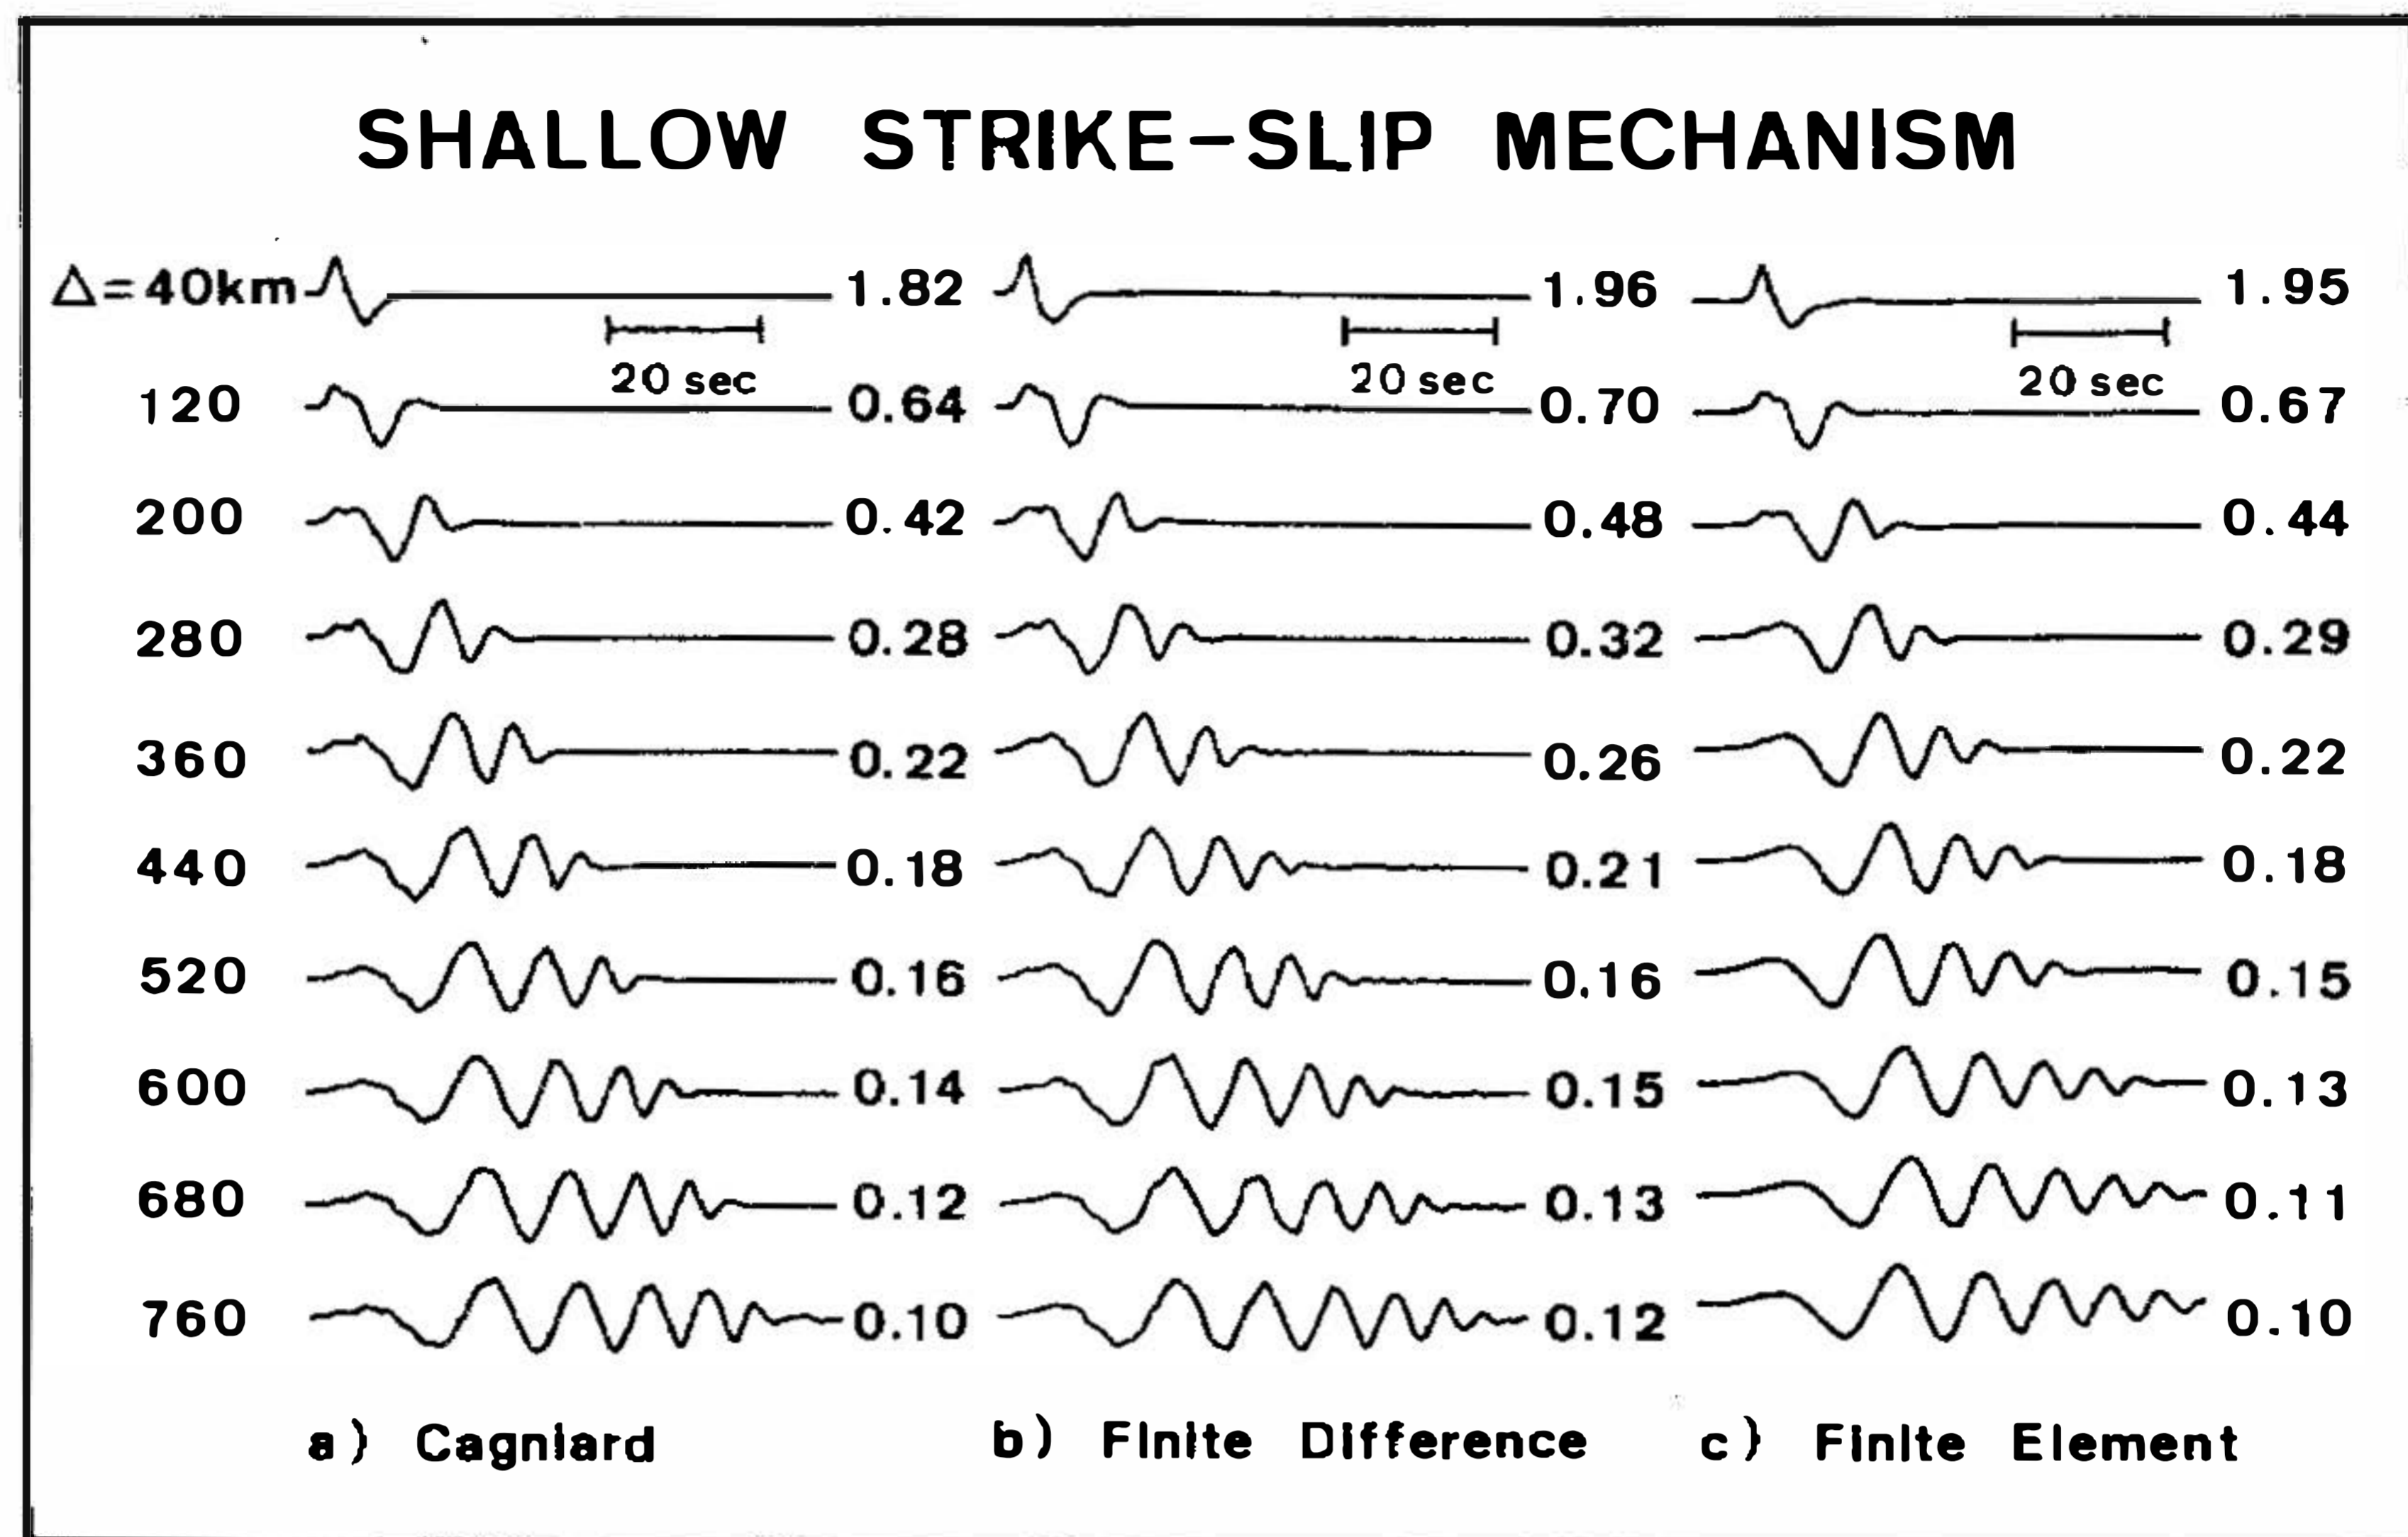 SHALLOW STRIKE-SLIP MECHANISM
Δ=40km 1.82 1.96 1.95
20 sec 20 sec 20 sec
120 0.64 0.70 0.67
200 0.42 0.48 0.44
280 0.28 0.32 0.29
360 0.22 0.26 0.22
440 0.18 0.21 0.18
520 0.16 0.16 0.15
600 0.14 0.15 0.13
680 0.12 0.13 0.11
760 0.10 0.12 0.10
a) Cagniard b) Finite Difference c) Finite Element